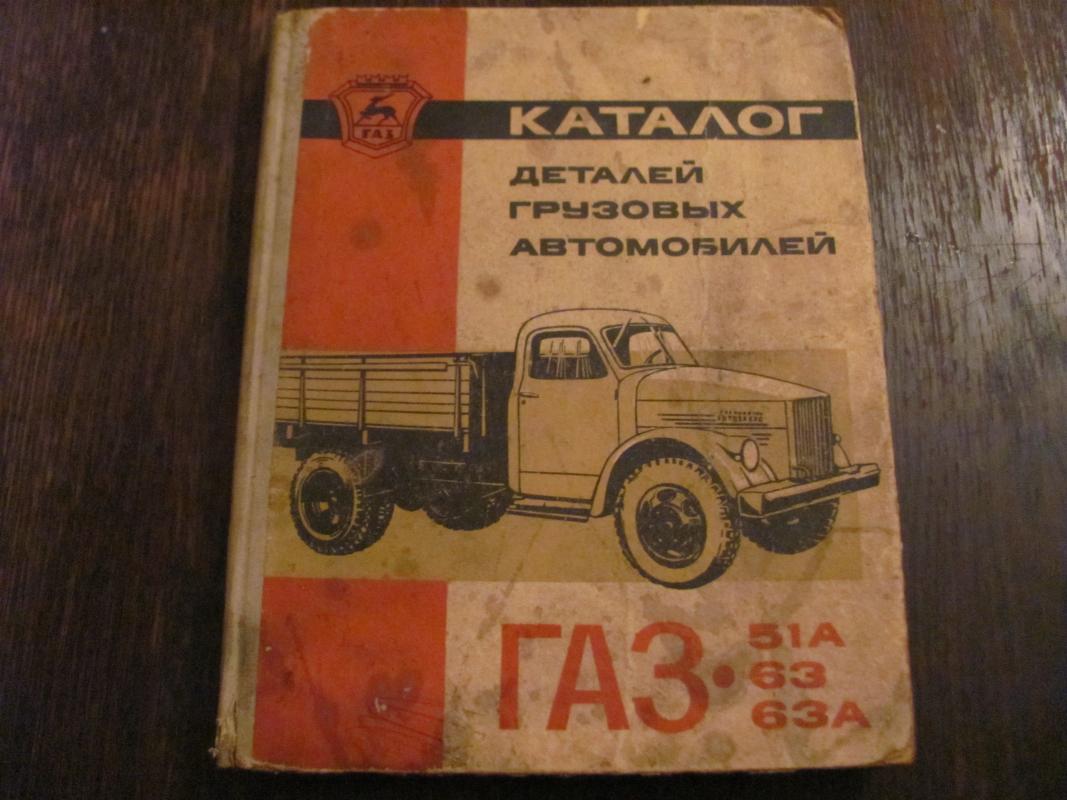 ГАЗ
КАТАЛОГ
ДЕТАЛЕЙ
ГРУЗОВЫХ
АВТОМОБИЛЕЙ
ГАЗ • 51А
63
63А